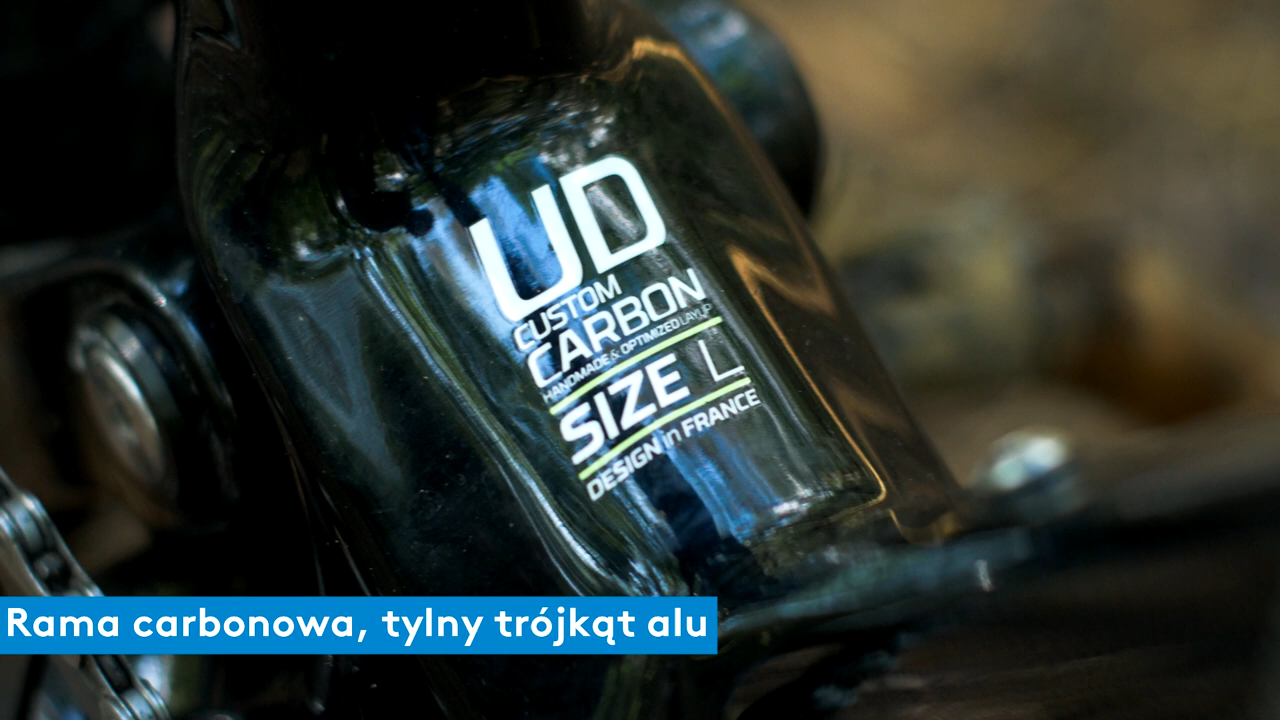 UD
CUSTOM
CARBON
HANDMADE & OPTIMIZED LAYUP
SIZE L
DESIGN in FRANCE
Rama carbonowa, tylny trójkąt alu